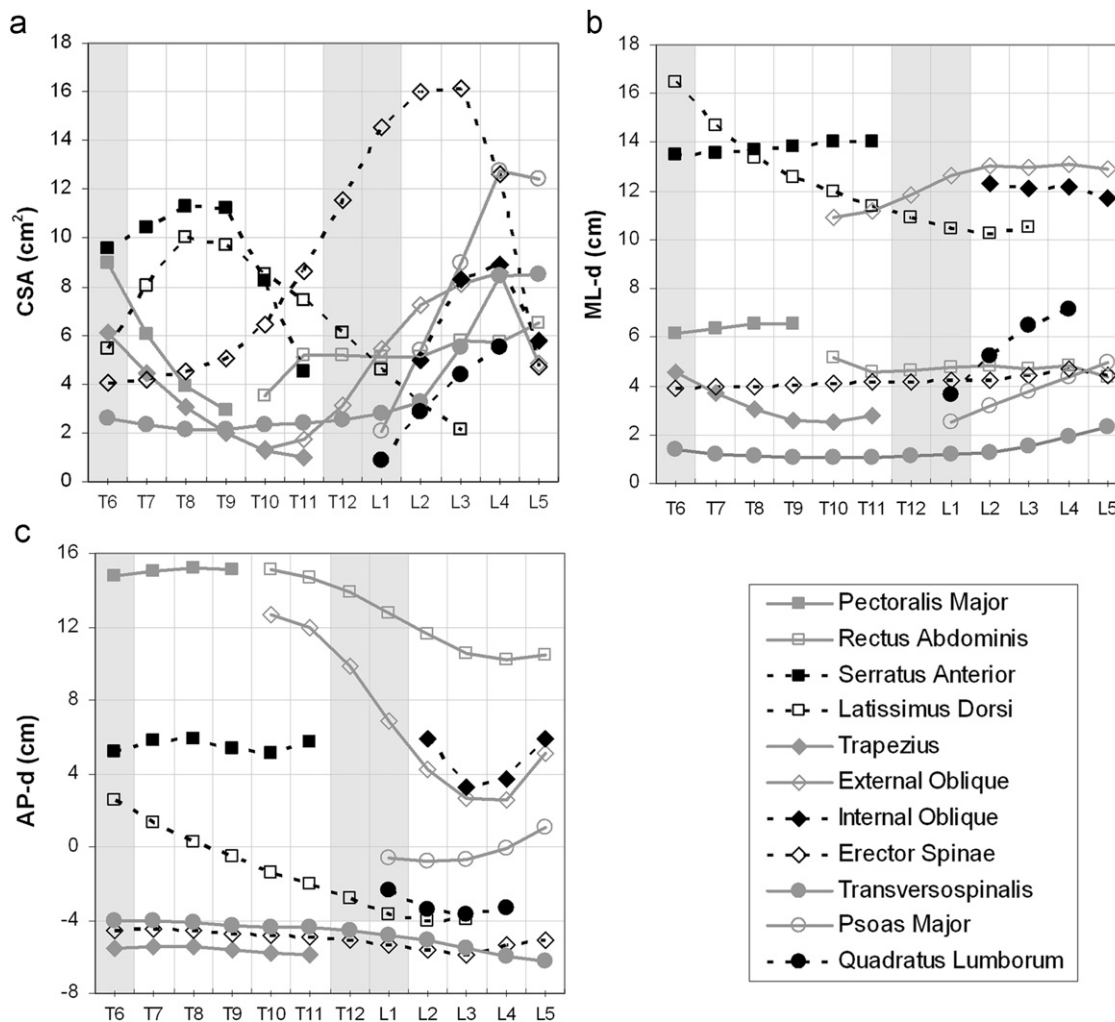 a
18
16
14
12
10
8
6
4
2
0
CSA (cm²)
T6 T7 T8 T9 T10 T11 T12 L1 L2 L3 L4 L5
b
18
16
14
12
10
8
6
4
2
0
ML-d (cm)
T6 T7 T8 T9 T10 T11 T12 L1 L2 L3 L4 L5
c
16
12
8
4
0
-4
-8
AP-d (cm)
T6 T7 T8 T9 T10 T11 T12 L1 L2 L3 L4 L5
Pectoralis Major
Rectus Abdominis
Serratus Anterior
Latissimus Dorsi
Trapezius
External Oblique
Internal Oblique
Erector Spinae
Transversospinalis
Psoas Major
Quadratus Lumborum